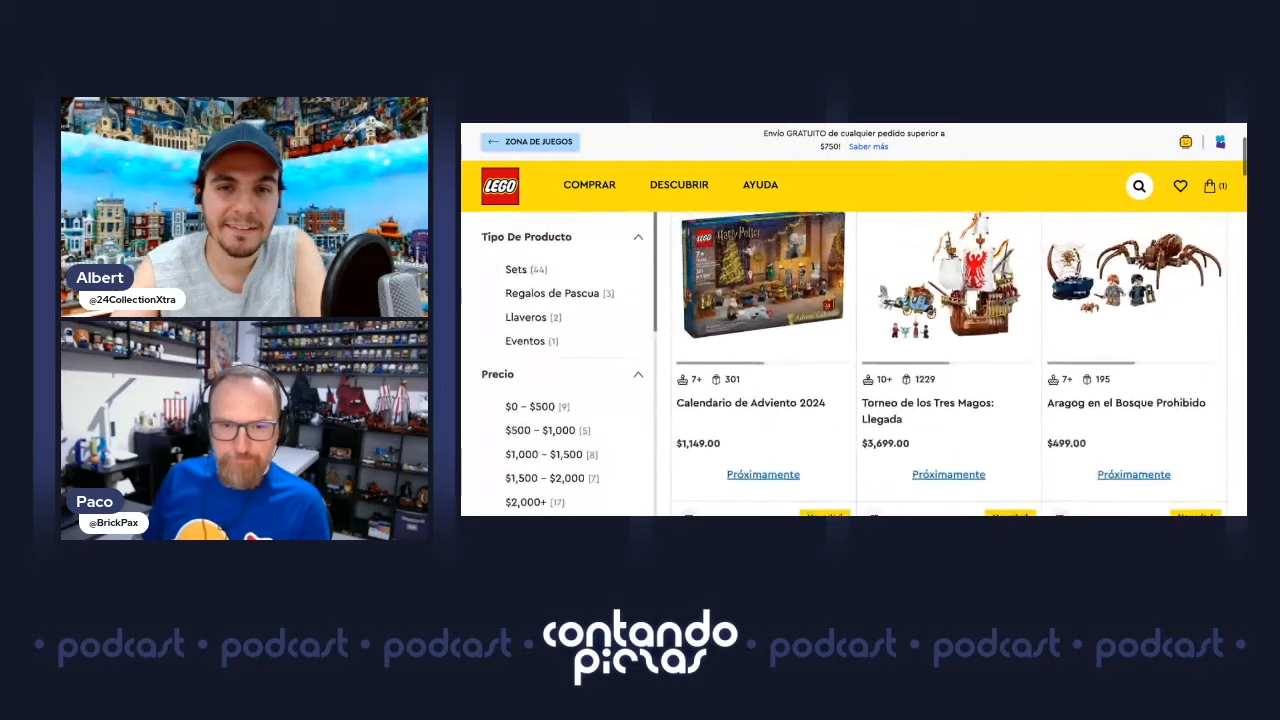 Albert
@24CollectionXtra
Paco
@BrickPax
← ZONA DE JUEGOS
Envío GRATUITO de cualquier pedido superior a
$750! Saber más
LEGO
COMPRAR
DESCUBRIR
AYUDA
(1)
Tipo De Producto
Sets [44]
Regalos de Pascua [3]
Llaveros [2]
Eventos [1]
Precio
$0 – $500 [9]
$500 – $1,000 [5]
$1,000 – $1,500 [8]
$1,500 – $2,000 [7]
$2,000+ [17]
LEGO
Harry Potter
7+
301
Calendario de Adviento 2024
$1,149.00
Próximamente
10+
1229
Torneo de los Tres Magos:
Llegada
$3,699.00
Próximamente
7+
195
Aragog en el Bosque Prohibido
$499.00
Próximamente
• podcast • podcast • podcast •
contando
piezas
• podcast • podcast • podcast •